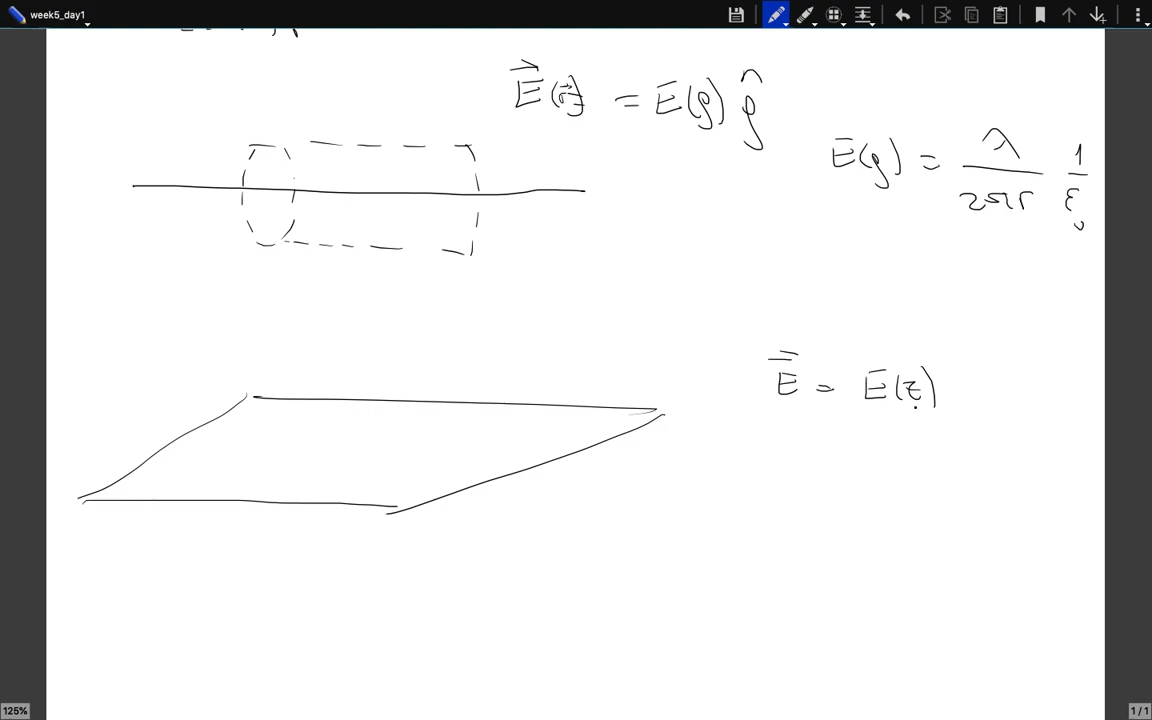 week5_day1
E⃗(r⃗) = E(ρ) ρ̂
E(ρ) = λ/2πr 1/ε₀
E = E(z)
125%
1/1